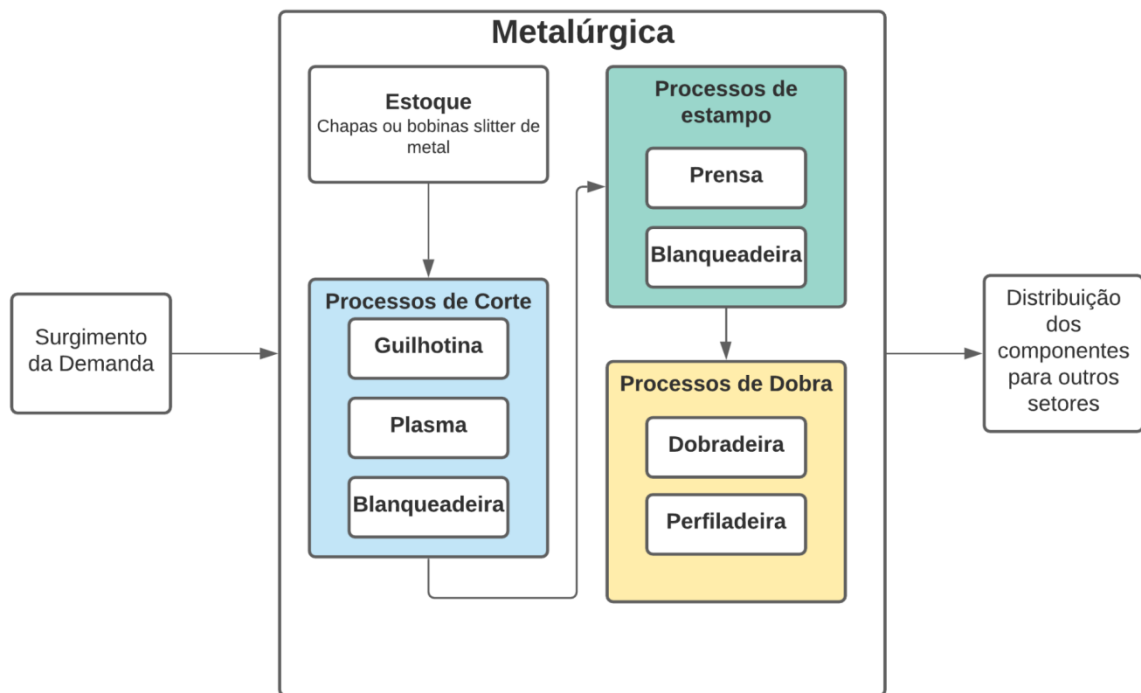 Metalúrgica
Surgimento
da Demanda
Estoque
Chapas ou bobinas slitter de
metal
Processos de Corte
Guilhotina
Plasma
Blanqueadeira
Processos de
estampo
Prensa
Blanqueadeira
Processos de Dobra
Dobradeira
Perfiladeira
Distribuição
dos
componentes
para outros
setores